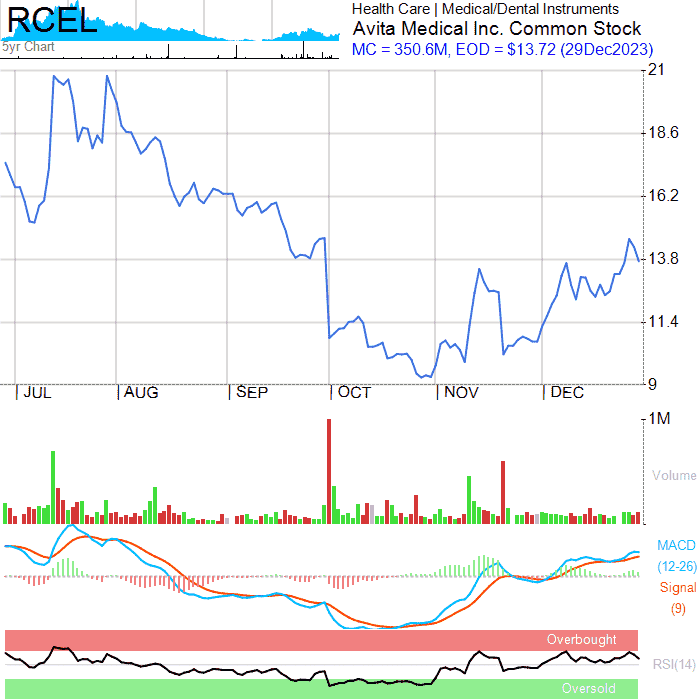 RCEL
5yr Chart
Health Care | Medical/Dental Instruments
Avita Medical Inc. Common Stock
MC = 350.6M, EOD = $13.72 (29Dec2023)
21
18.6
16.2
13.8
11.4
9
JUL AUG SEP OCT NOV DEC
1M
Volume
MACD
(12-26)
Signal
(9)
Overbought
RSI(14)
Oversold